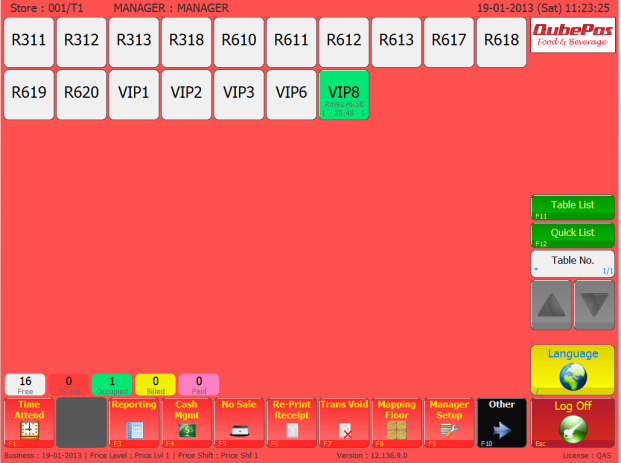 Store : 001/T1 MANAGER : MANAGER 19-01-2013 (Sat) 11:23:25
R311 R312 R313 R318 R610 R611 R612 R613 R617 R618
QubePos
Food & Beverage
R619 R620 VIP1 VIP2 VIP3 VIP6 VIP8
Rm9276.50
1 36:48 1
Table List
F11
Quick List
F12
Table No.
* 1/1
16 0 1 0 0
Free In Use Occupied Billed Paid
Language
/
Time Attend
F1
Reporting
F3
Cash Mgmt
F4
No Sale
F5
Re-Print Receipt
F6
Trans Void
F7
Mapping Floor
F8
Manager Setup
F9
Other
F10
Log Off
Esc
Business : 19-01-2013 | Price Level : Price Lvl 1 | Price Shift : Price Shf 1 Version : 12.136.9.0 License : QAS